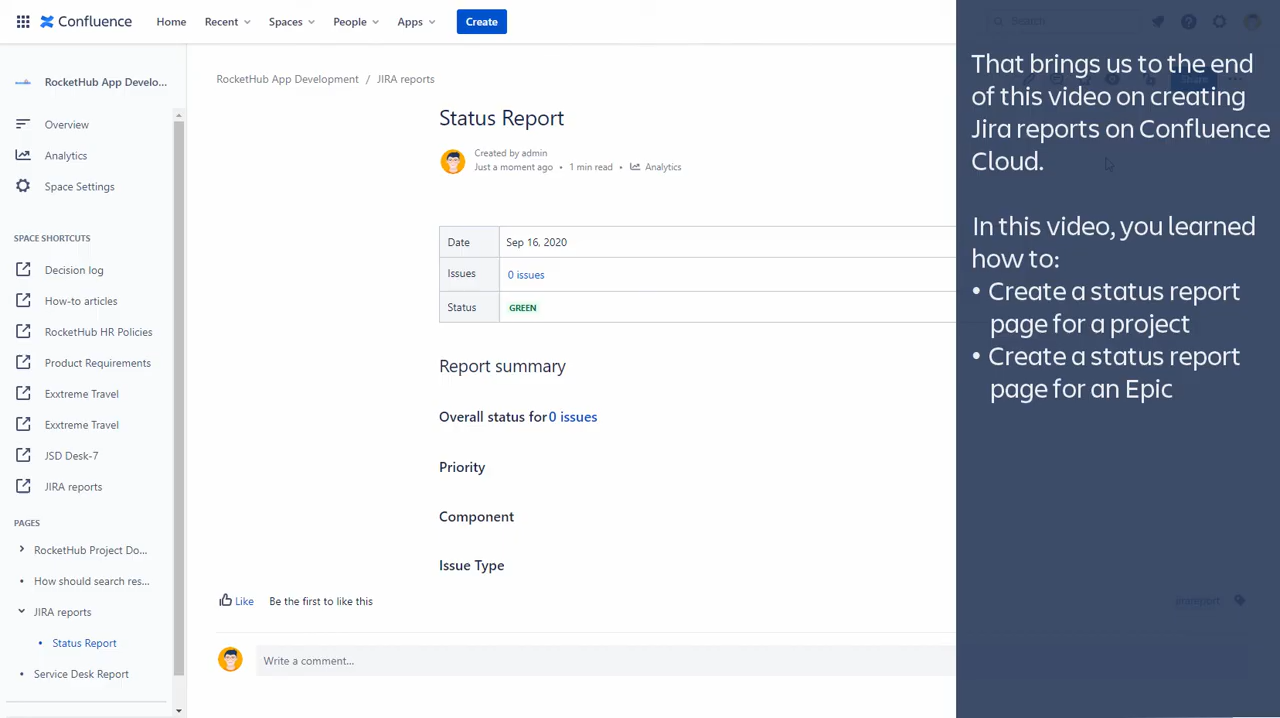 Confluence
Home
Recent
Spaces
People
Apps
Create
Search
RocketHub App Develo...
Overview
Analytics
Space Settings
SPACE SHORTCUTS
Decision log
How-to articles
RocketHub HR Policies
Product Requirements
Exxtreme Travel
Exxtreme Travel
JSD Desk-7
JIRA reports
PAGES
RocketHub Project Do...
How should search res...
JIRA reports
Status Report
Service Desk Report
RocketHub App Development / JIRA reports
Share
Status Report
Created by admin
Just a moment ago • 1 min read • Analytics
Date Sep 16, 2020
Issues 0 issues
Status GREEN
Report summary
Overall status for 0 issues
Priority
Component
Issue Type
Like Be the first to like this
Write a comment...
That brings us to the end
of this video on creating
Jira reports on Confluence
Cloud.
In this video, you learned
how to:
• Create a status report
page for a project
• Create a status report
page for an Epic